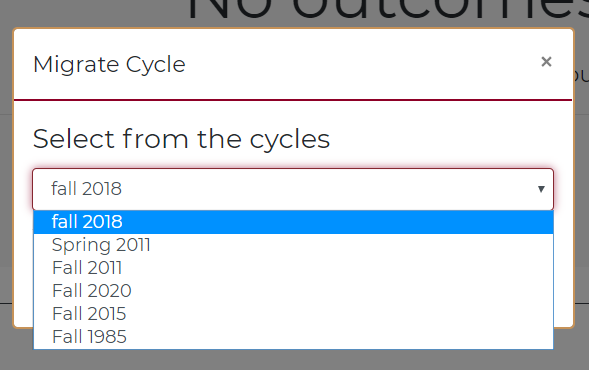 No outcomes
Migrate Cycle
×
Select from the cycles
fall 2018
fall 2018
Spring 2011
Fall 2011
Fall 2020
Fall 2015
Fall 1985